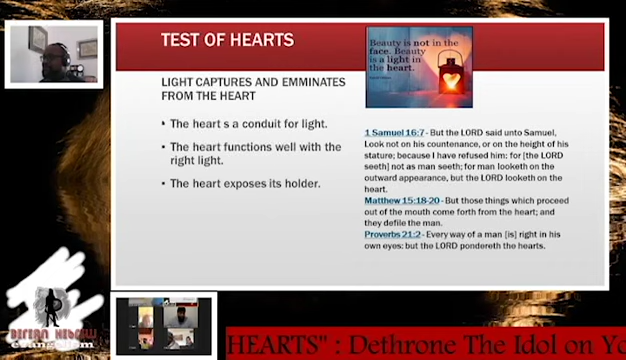 TEST OF HEARTS
LIGHT CAPTURES AND EMMINATES
FROM THE HEART
• The heart s a conduit for light.
• The heart functions well with the
right light.
• The heart exposes its holder.
Beauty is not in the
face. Beauty
is a light in
the heart.
1 Samuel 16:7 - But the LORD said unto Samuel,
Look not on his countenance, or on the height of his
stature; because I have refused him: for [the LORD
seeth] not as man seeth; for man looketh on the
outward appearance, but the LORD looketh on the
heart.
Matthew 15:18-20 - But those things which proceed
out of the mouth come forth from the heart; and
they defile the man.
Proverbs 21:2 - Every way of a man [is] right in his
own eyes: but the LORD pondereth the hearts.
BEREAN HEBREW
evangelism
HEARTS" : Dethrone The Idol on Yo